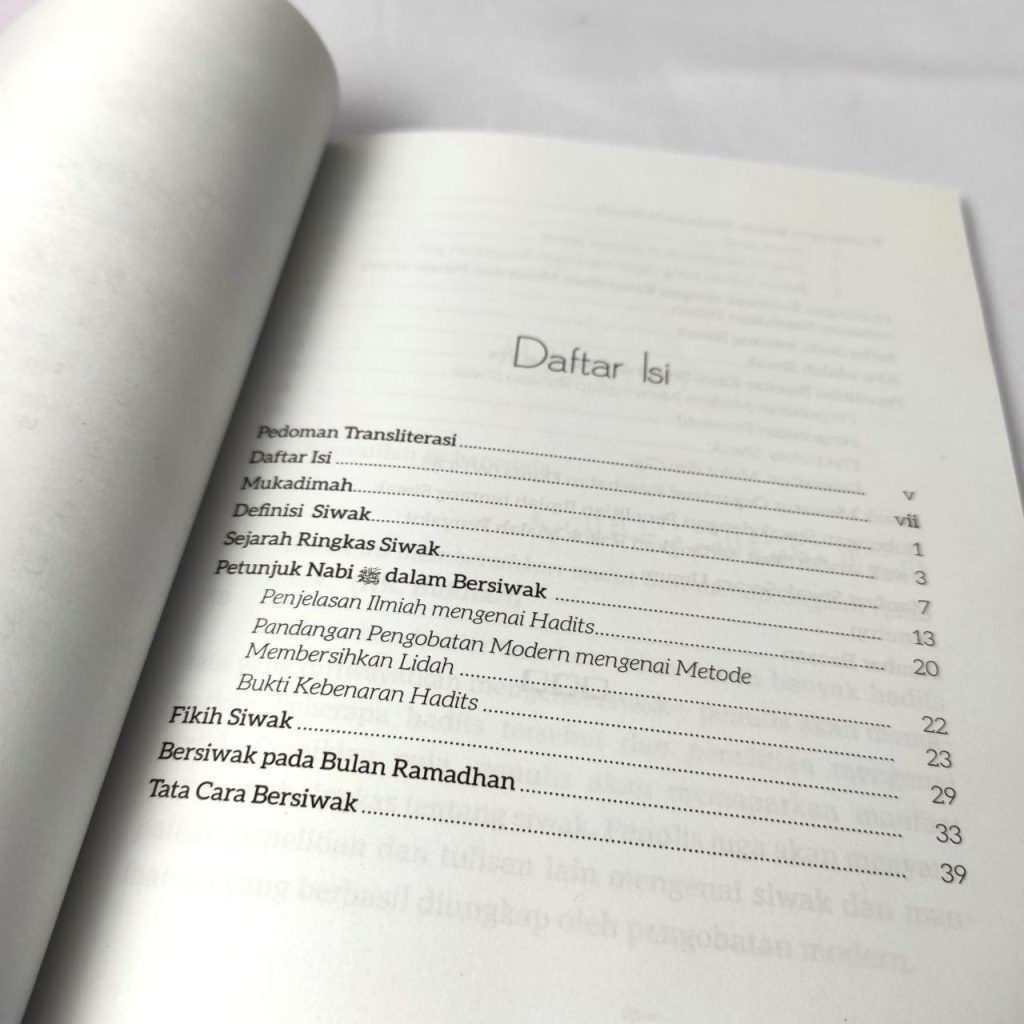 Daftar Isi
Pedoman Transliterasi ........ v
Daftar Isi ........ vii
Mukadimah ........ 1
Definisi Siwak ........ 3
Sejarah Ringkas Siwak ........ 7
Petunjuk Nabi ﷺ dalam Bersiwak ........ 13
Penjelasan Ilmiah mengenai Hadits ........ 20
Pandangan Pengobatan Modern mengenai Metode
Membersihkan Lidah ........ 22
Bukti Kebenaran Hadits ........ 23
Fikih Siwak ........ 29
Bersiwak pada Bulan Ramadhan ........ 33
Tata Cara Bersiwak ........ 39